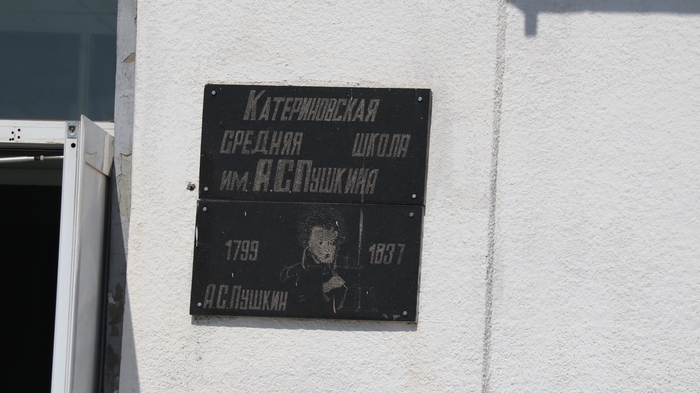 Катериновская
средняя школа
им. А.С.Пушкина
1799 1837
А.С.Пушкин